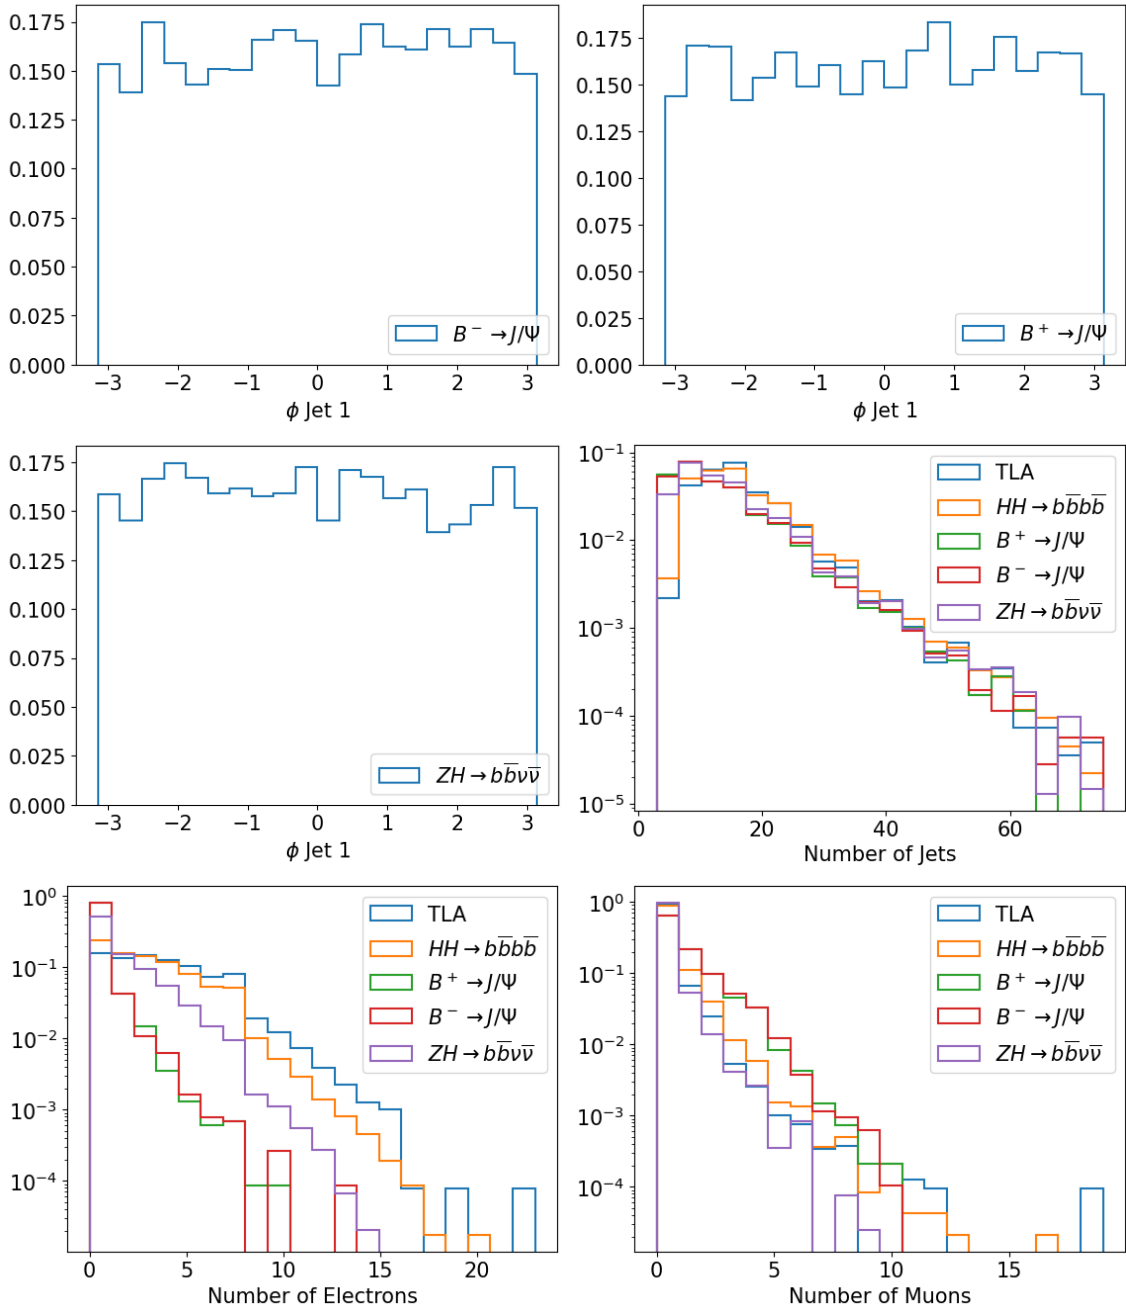 0.175
0.150
0.125
0.100
0.075
0.050
0.025
0.000
−3 −2 −1 0 1 2 3
ϕ Jet 1
B⁻ → J/Ψ
0.175
0.150
0.125
0.100
0.075
0.050
0.025
0.000
−3 −2 −1 0 1 2 3
ϕ Jet 1
B⁺ → J/Ψ
0.175
0.150
0.125
0.100
0.075
0.050
0.025
0.000
−3 −2 −1 0 1 2 3
ϕ Jet 1
ZH → bb̅νν̅
10⁻¹
10⁻²
10⁻³
10⁻⁴
10⁻⁵
0 20 40 60
Number of Jets
TLA
HH → bb̅bb̅
B⁺ → J/Ψ
B⁻ → J/Ψ
ZH → bb̅νν̅
10⁰
10⁻¹
10⁻²
10⁻³
10⁻⁴
0 5 10 15 20
Number of Electrons
TLA
HH → bb̅bb̅
B⁺ → J/Ψ
B⁻ → J/Ψ
ZH → bb̅νν̅
10⁰
10⁻¹
10⁻²
10⁻³
10⁻⁴
0 5 10 15
Number of Muons
TLA
HH → bb̅bb̅
B⁺ → J/Ψ
B⁻ → J/Ψ
ZH → bb̅νν̅